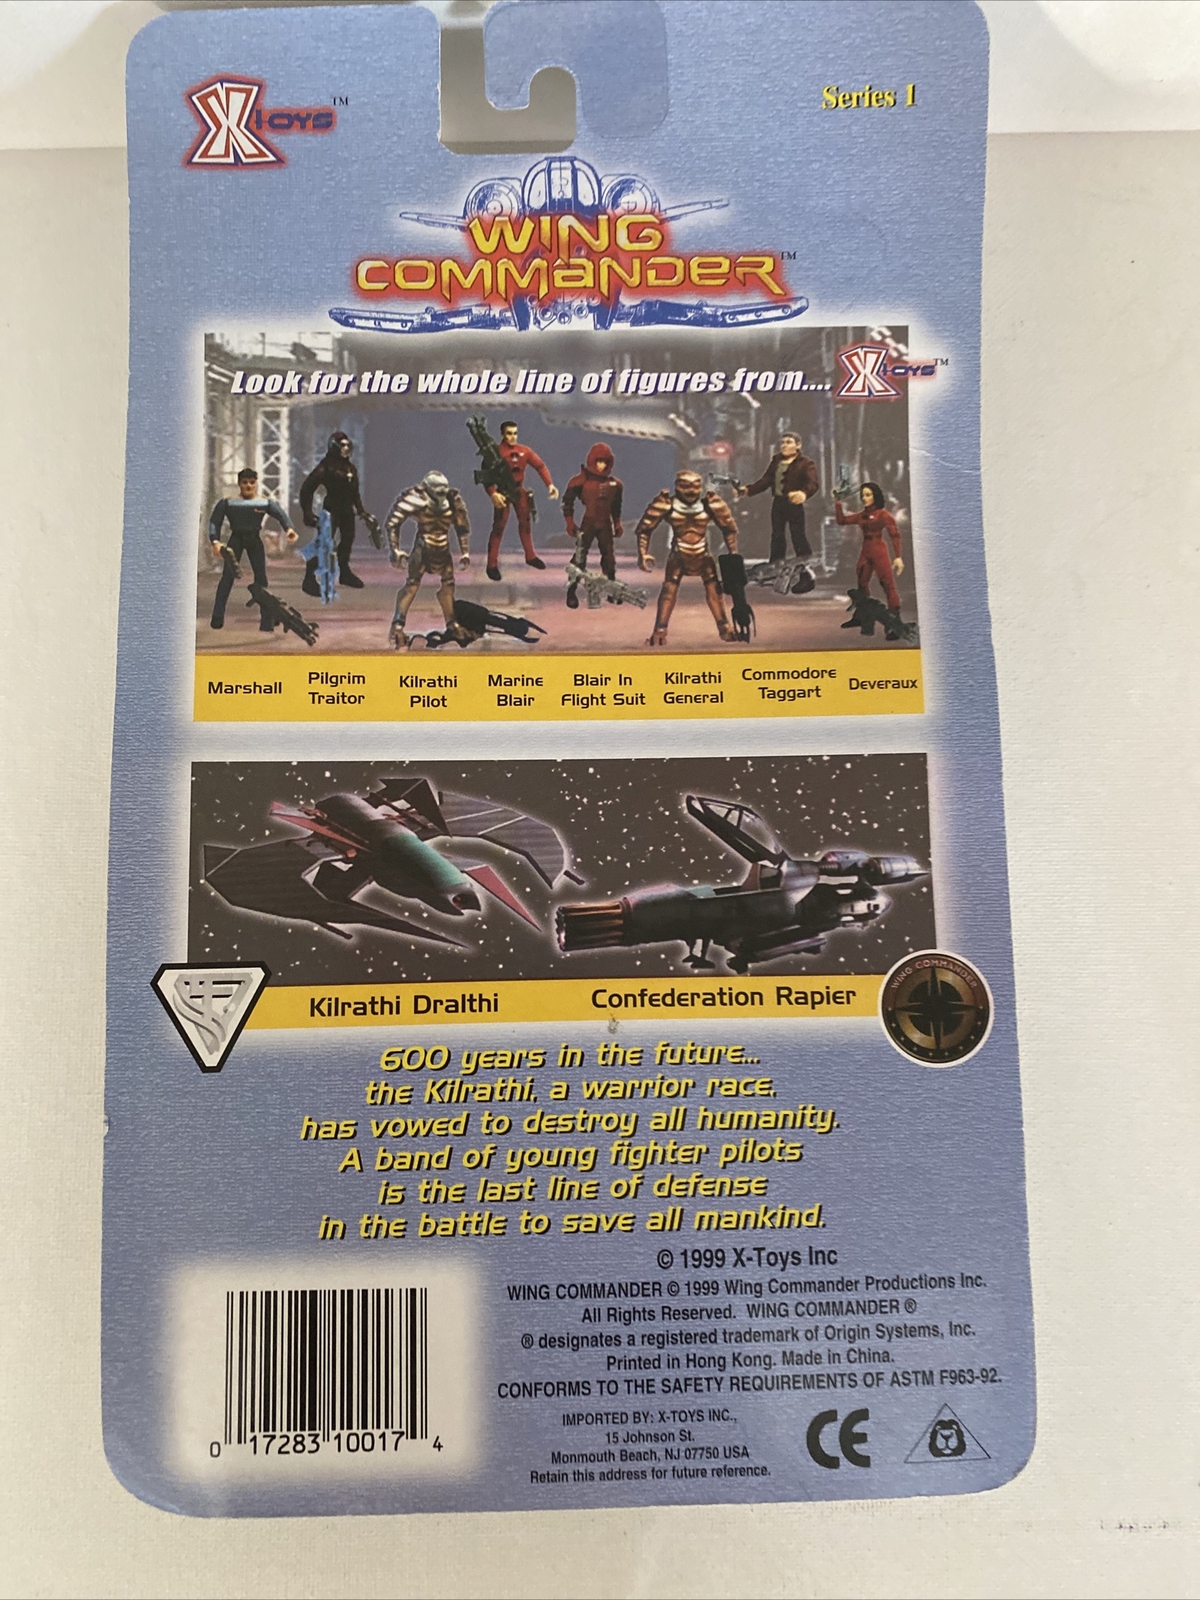 X TOYS™
Series 1
WING
COMMANDER™
Look for the whole line of figures from.... X TOYS™
Marshall
Pilgrim
Traitor
Kilrathi
Pilot
Marine
Blair
Blair In
Flight Suit
Kilrathi
General
Commodore
Taggart
Deveraux
Kilrathi Dralthi
Confederation Rapier
WING COMMANDER
600 years in the future...
the Kilrathi, a warrior race,
has vowed to destroy all humanity.
A band of young fighter pilots
is the last line of defense
in the battle to save all mankind.
© 1999 X-Toys Inc
WING COMMANDER © 1999 Wing Commander Productions Inc.
All Rights Reserved. WING COMMANDER ®
® designates a registered trademark of Origin Systems, Inc.
Printed in Hong Kong. Made in China.
CONFORMS TO THE SAFETY REQUIREMENTS OF ASTM F963-92.
IMPORTED BY: X-TOYS INC.,
15 Johnson St.
Monmouth Beach, NJ 07750 USA
Retain this address for future reference.
CE
0 17283 10017 4